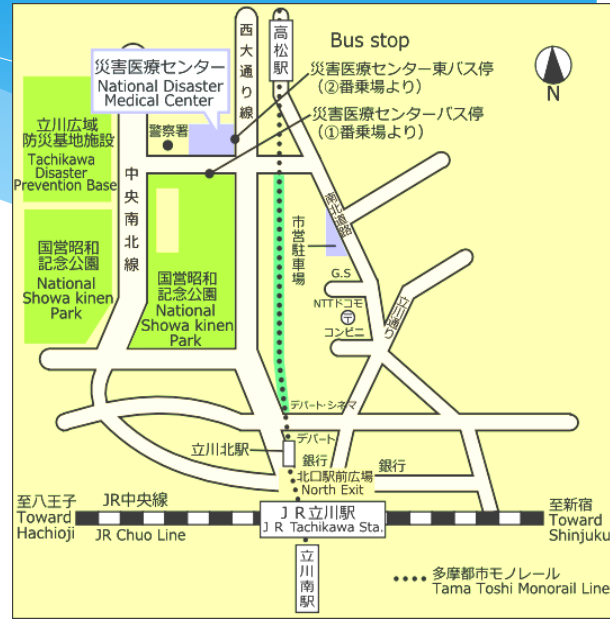 西大通り線
高松駅
Bus stop
N
災害医療センター
National Disaster
Medical Center
災害医療センター東バス停
(②番乗場より)
災害医療センターバス停
(①番乗場より)
警察署
立川広域
防災基地施設
Tachikawa
Disaster
Prevention Base
中央南北線
南北道路
市営駐車場
国営昭和
記念公園
National
Showa kinen
Park
国営昭和
記念公園
National
Showa kinen
Park
G.S
NTTドコモ
〒
コンビニ
立川通り
デパート・シネマ
デパート
立川北駅
銀行
銀行
北口駅前広場
North Exit
至八王子
Toward
Hachioji
JR中央線
JR Chuo Line
JR立川駅
JR Tachikawa Sta.
至新宿
Toward
Shinjuku
立川南駅
多摩都市モノレール
Tama Toshi Monorail Line